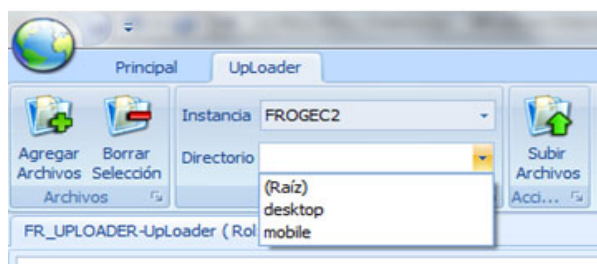 Principal UpLoader
Instancia FROGEC2
Agregar Archivos
Borrar Selección
Directorio
Subir Archivos
(Raíz)
desktop
mobile
Archivos
Acci...
FR_UPLOADER-UpLoader ( Rol